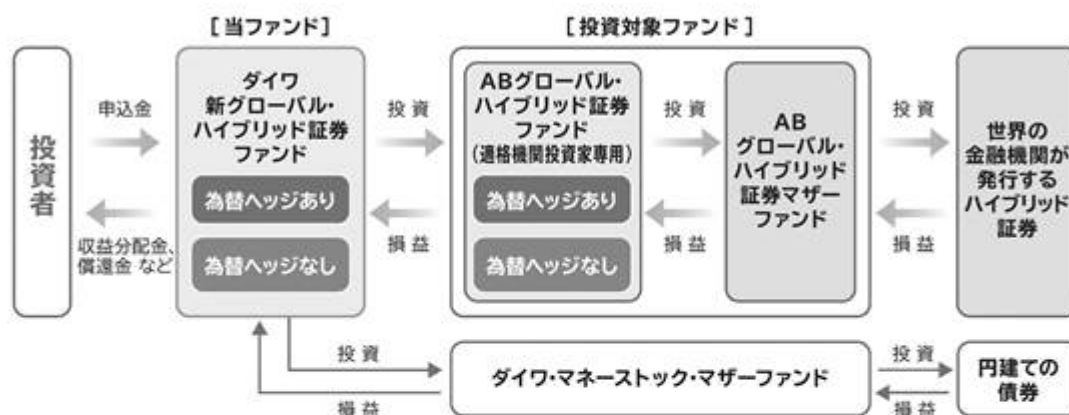 [当ファンド]
[投資対象ファンド]
投資者
申込金
収益分配金、
償還金 など
ダイワ
新グローバル・
ハイブリッド証券
ファンド
為替ヘッジあり
為替ヘッジなし
投資
損益
ABグローバル・
ハイブリッド証券
ファンド
(適格機関投資家専用)
為替ヘッジあり
為替ヘッジなし
投資
損益
AB
グローバル・
ハイブリッド
証券マザー
ファンド
投資
損益
世界の
金融機関が
発行する
ハイブリッド
証券
投資
損益
ダイワ・マネーストック・マザーファンド
投資
損益
円建ての
債券